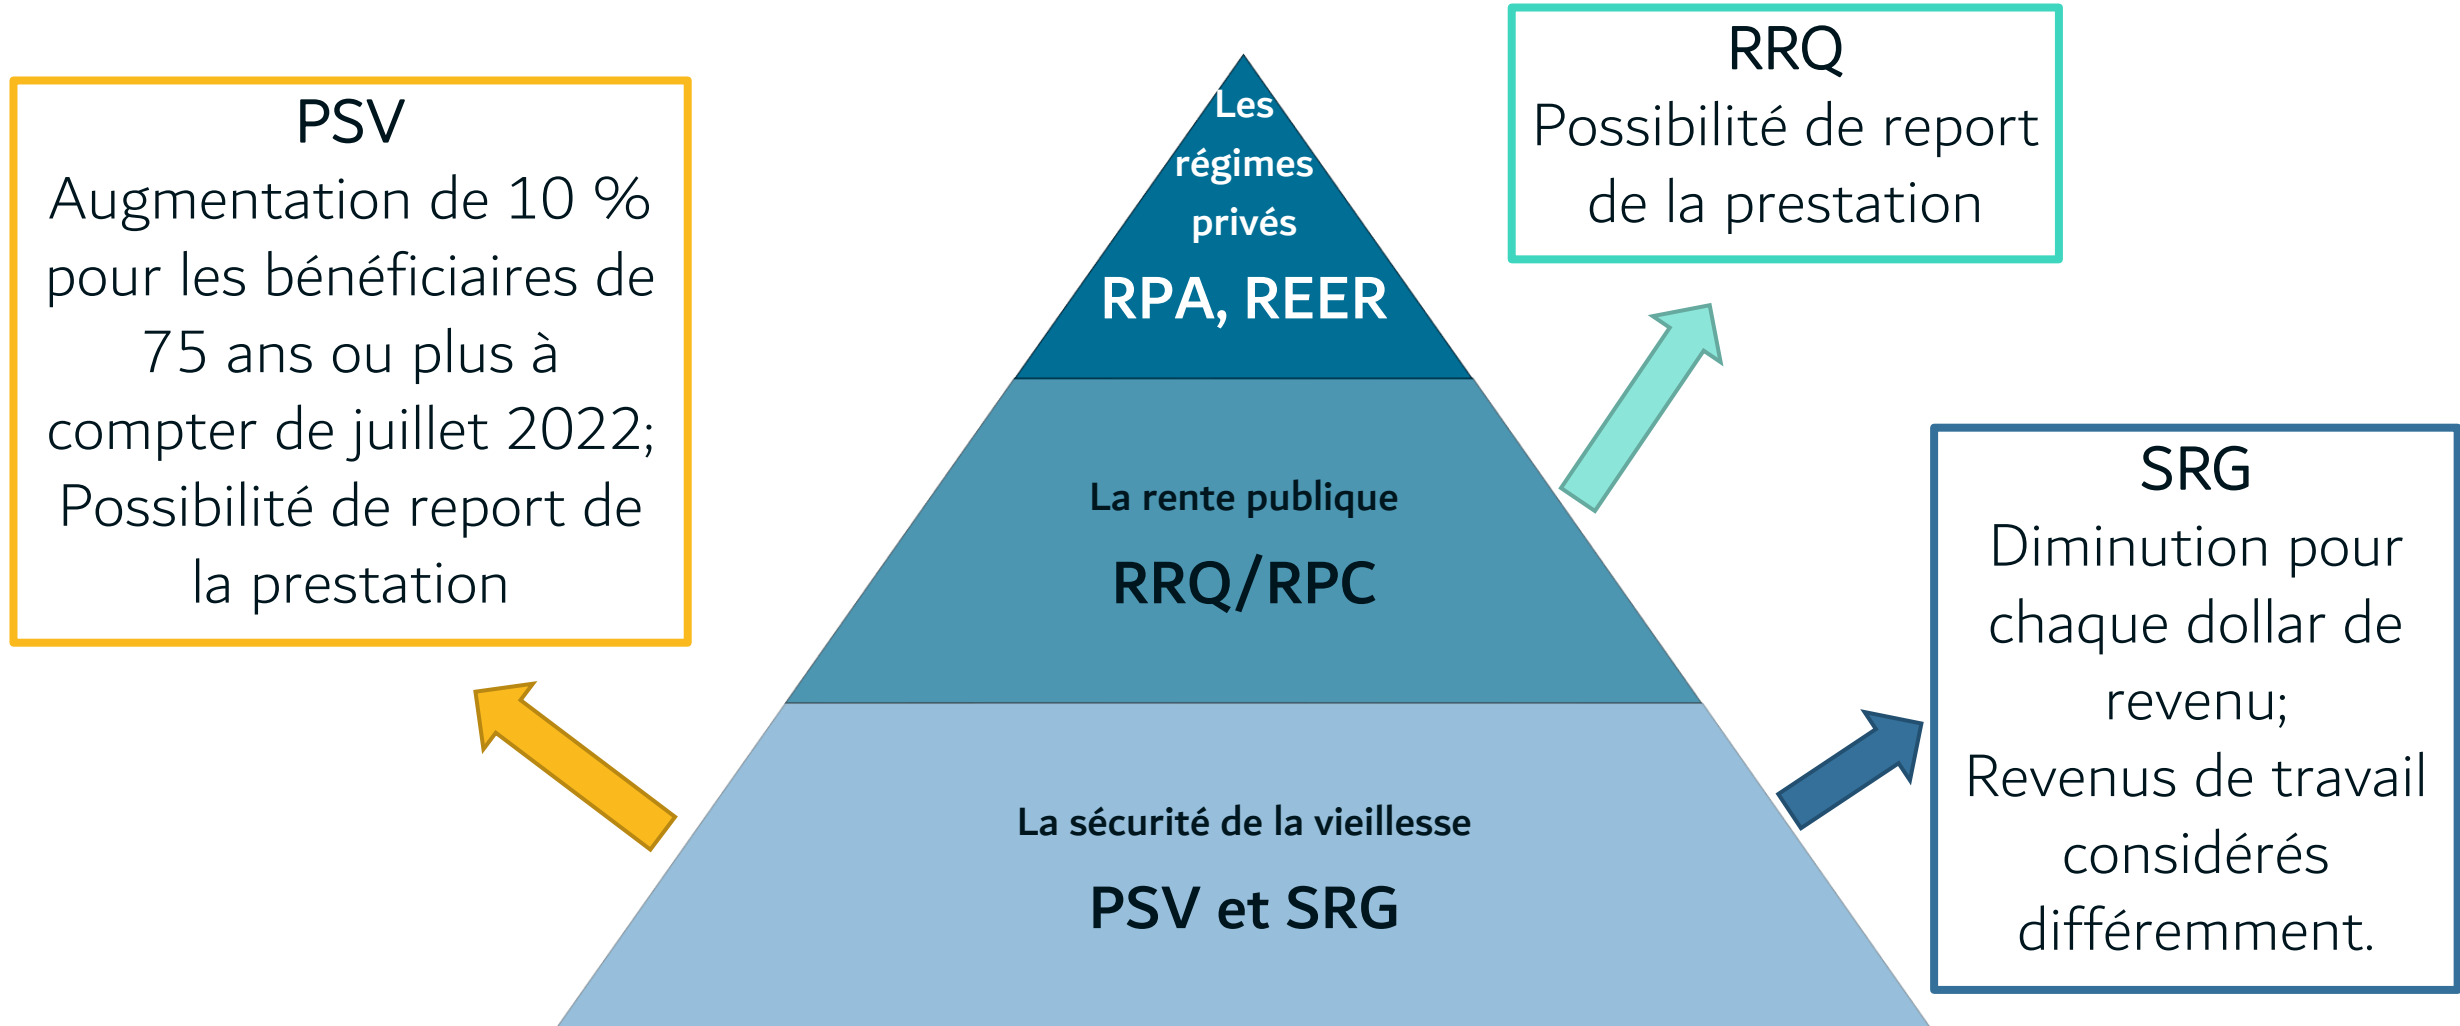 PSV
Augmentation de 10 %
pour les bénéficiaires de
75 ans ou plus à
compter de juillet 2022;
Possibilité de report de
la prestation
Les
régimes
privés
RPA, REER
La rente publique
RRQ/RPC
La sécurité de la vieillesse
PSV et SRG
RRQ
Possibilité de report
de la prestation
SRG
Diminution pour
chaque dollar de
revenu;
Revenus de travail
considérés
différemment.